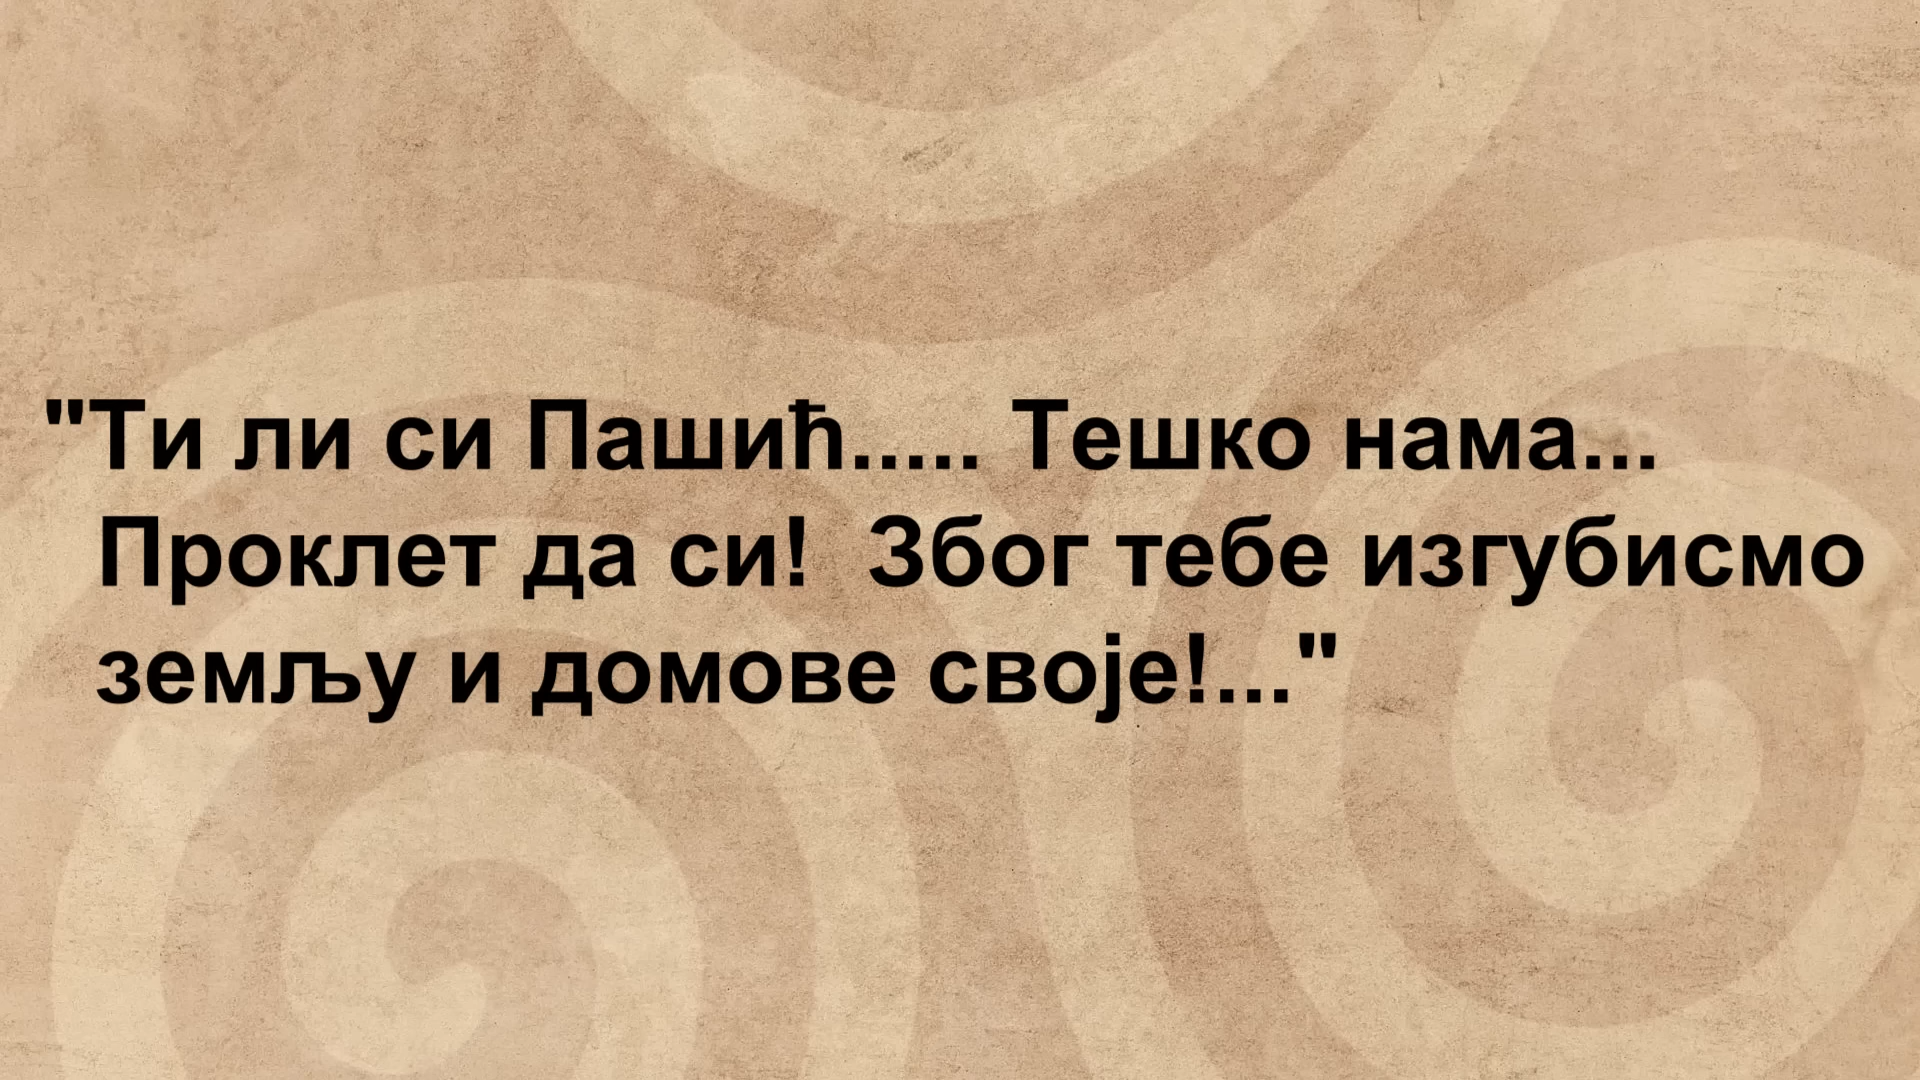 "Ти ли си Пашић..... Тешко нама...
Проклет да си!  Због тебе изгубисмо
земљу и домове своје!..."